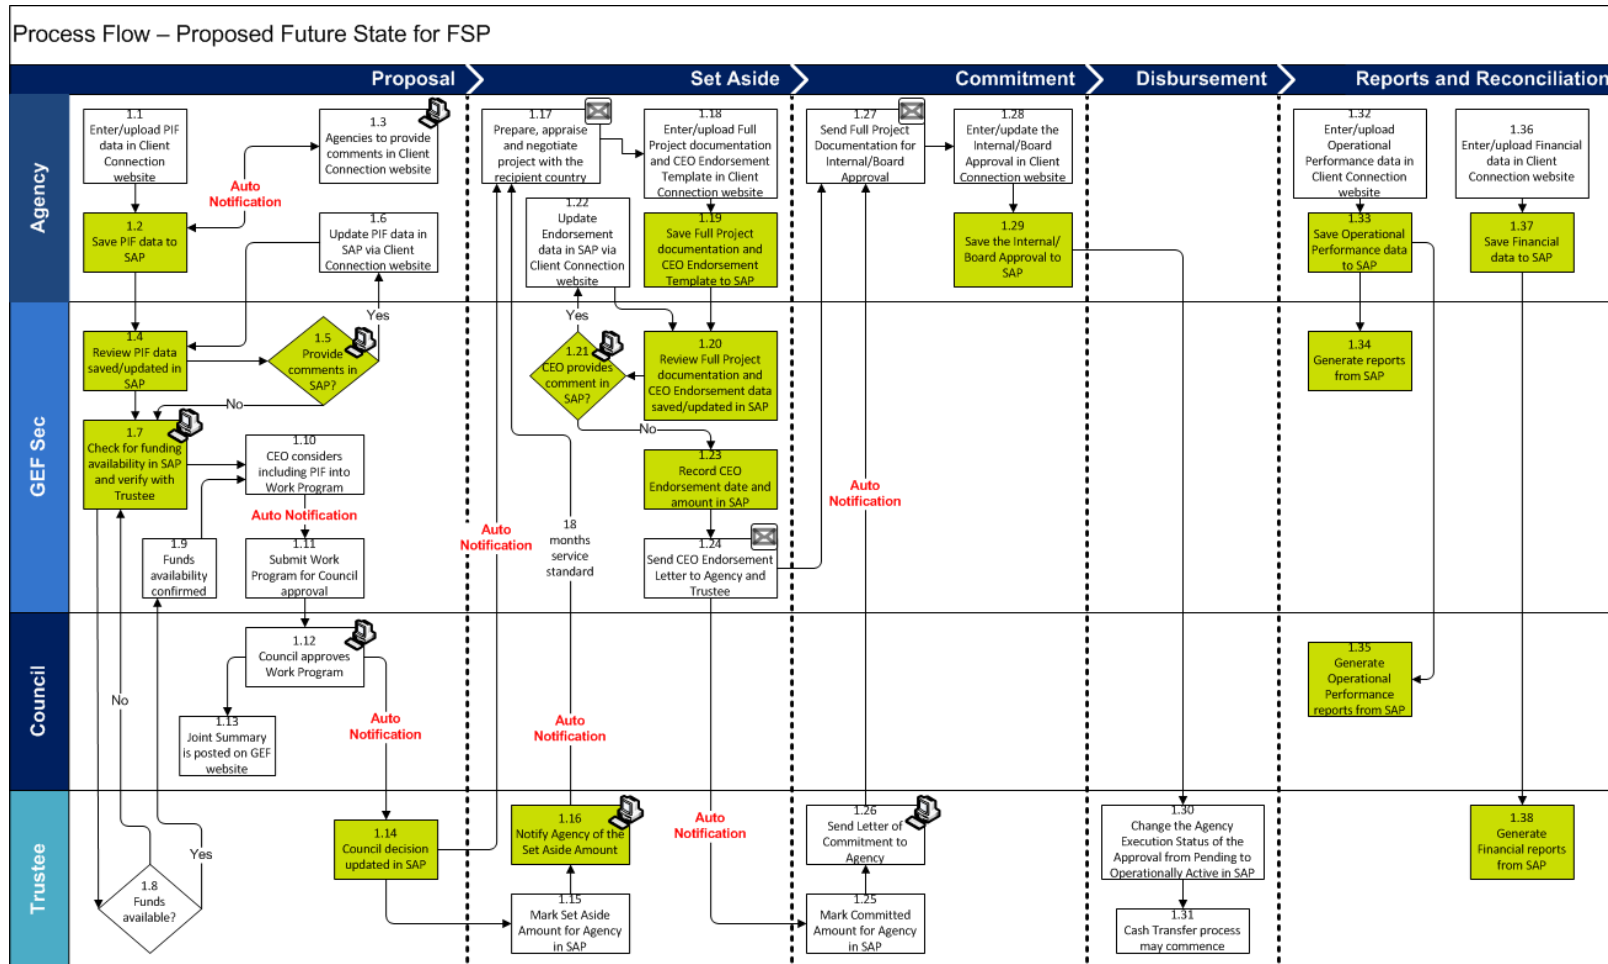 Process Flow – Proposed Future State for FSP
Proposal
Set Aside
Commitment
Disbursement
Reports and Reconciliation
Agency
1.1
Enter/upload PIF
data in Client
Connection
website
1.3
Agencies to provide
comments in Client
Connection website
Auto
Notification
1.2
Save PIF data to
SAP
1.6
Update PIF data in
SAP via Client
Connection website
1.17
Prepare, appraise
and negotiate
project with the
recipient country
1.18
Enter/upload Full
Project documentation
and CEO Endorsement
Template in Client
Connection website
1.22
Update
Endorsement
data in SAP via
Client Connection
website
1.19
Save Full Project
documentation and
CEO Endorsement
Template to SAP
1.27
Send Full Project
Documentation for
Internal/Board
Approval
1.28
Enter/update the
Internal/Board
Approval in Client
Connection website
1.29
Save the Internal/
Board Approval to
SAP
1.32
Enter/upload
Operational
Performance data in
Client Connection
website
1.36
Enter/upload Financial
data in Client
Connection website
1.33
Save Operational
Performance data
to SAP
1.37
Save Financial
data to SAP
GEF Sec
1.4
Review PIF data
saved/updated in
SAP
1.5
Provide
comments in
SAP?
Yes
No
1.7
Check for funding
availability in SAP
and verify with
Trustee
1.10
CEO considers
including PIF into
Work Program
Auto Notification
1.9
Funds
availability
confirmed
1.11
Submit Work
Program for Council
approval
Auto
Notification
18
months
service
standard
Yes
1.21
CEO provides
comment in
SAP?
1.20
Review Full Project
documentation and
CEO Endorsement data
saved/updated in SAP
No
1.23
Record CEO
Endorsement date and
amount in SAP
1.24
Send CEO Endorsement
Letter to Agency and
Trustee
Auto
Notification
1.34
Generate reports
from SAP
Council
No
1.12
Council approves
Work Program
1.13
Joint Summary
is posted on GEF
website
Auto
Notification
Auto
Notification
1.35
Generate
Operational
Performance
reports from SAP
Trustee
1.8
Funds
available?
Yes
1.14
Council decision
updated in SAP
1.16
Notify Agency of the
Set Aside Amount
1.15
Mark Set Aside
Amount for Agency
in SAP
Auto
Notification
1.26
Send Letter of
Commitment to
Agency
1.25
Mark Committed
Amount for Agency
in SAP
1.30
Change the Agency
Execution Status of the
Approval from Pending to
Operationally Active in SAP
1.31
Cash Transfer process
may commence
1.38
Generate
Financial reports
from SAP